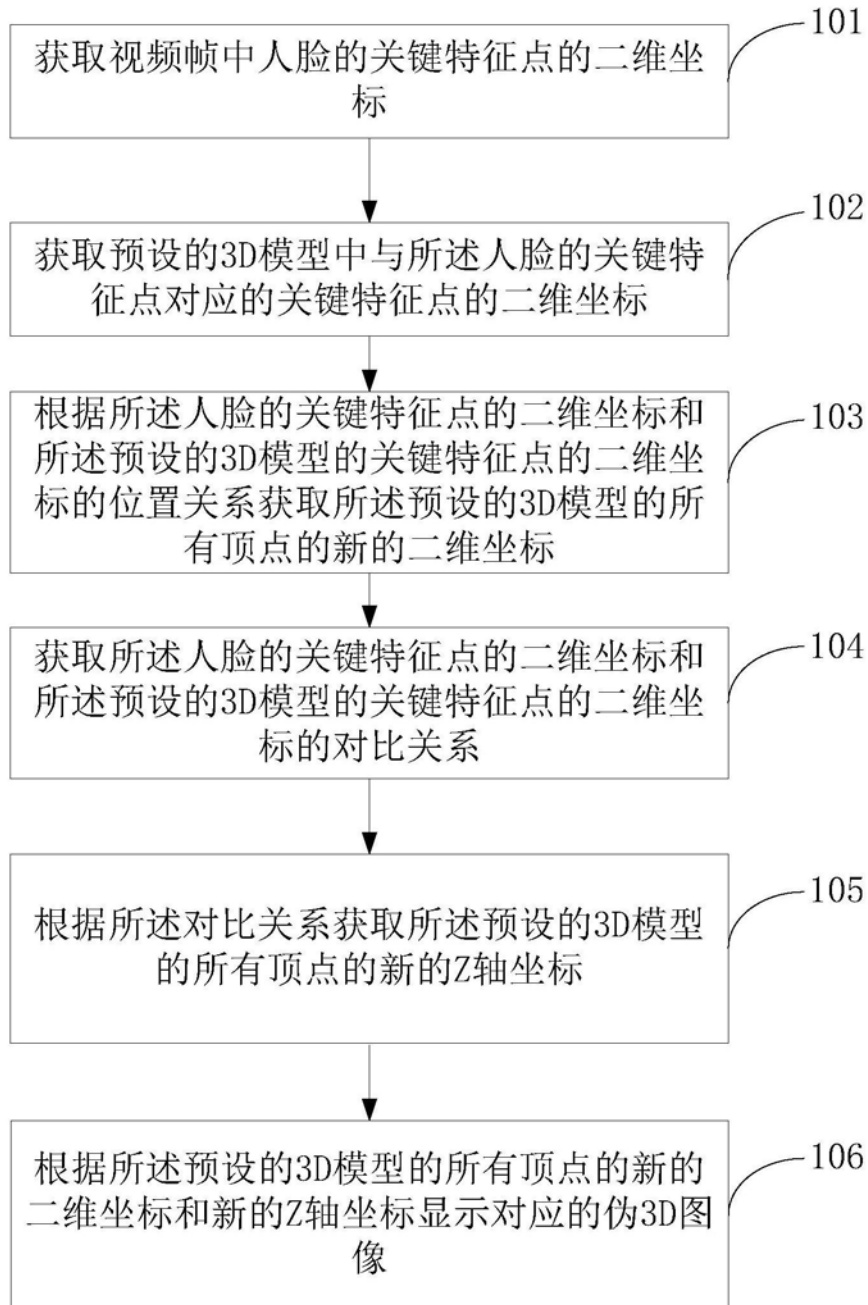 101
获取视频帧中人脸的关键特征点的二维坐
标
102
获取预设的3D模型中与所述人脸的关键特
征点对应的关键特征点的二维坐标
103
根据所述人脸的关键特征点的二维坐标和
所述预设的3D模型的关键特征点的二维坐
标的位置关系获取所述预设的3D模型的所
有顶点的新的二维坐标
104
获取所述人脸的关键特征点的二维坐标和
所述预设的3D模型的关键特征点的二维坐
标的对比关系
105
根据所述对比关系获取所述预设的3D模型
的所有顶点的新的Z轴坐标
106
根据所述预设的3D模型的所有顶点的新的
二维坐标和新的Z轴坐标显示对应的伪3D图
像